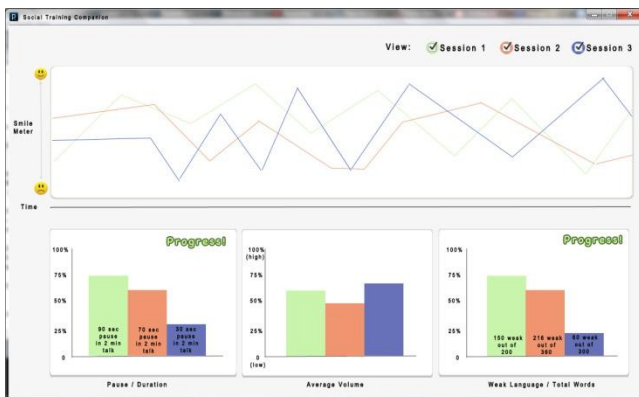 Social Training Companion
View: Session 1 Session 2 Session 3
Smile
Meter
Time
Progress!
100%
75%
50%
25%
0
90 sec
pause
in 2 min
talk
70 sec
pause
in 2 min
talk
30 sec
pause
in 2 min
talk
Pause / Duration
100%
(high)
75%
50%
25%
0
(low)
Average Volume
Progress!
100%
75%
50%
25%
0
150 weak
out of
200
216 weak
out of
360
60 weak
out of
300
Weak Language / Total Words